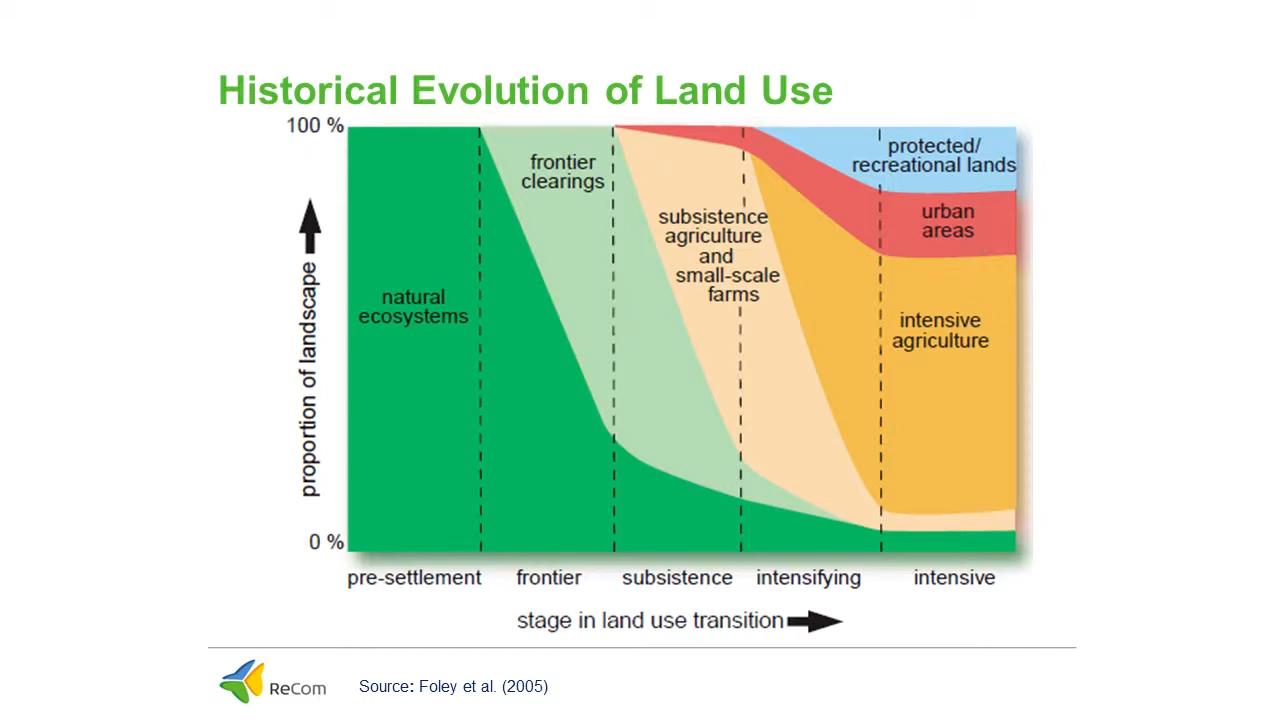 Historical Evolution of Land Use
100 %
protected/
recreational lands
frontier
clearings
urban
areas
subsistence
agriculture
and
small-scale
farms
natural
ecosystems
intensive
agriculture
proportion of landscape
0 %
pre-settlement
frontier
subsistence
intensifying
intensive
stage in land use transition
ReCom
Source: Foley et al. (2005)